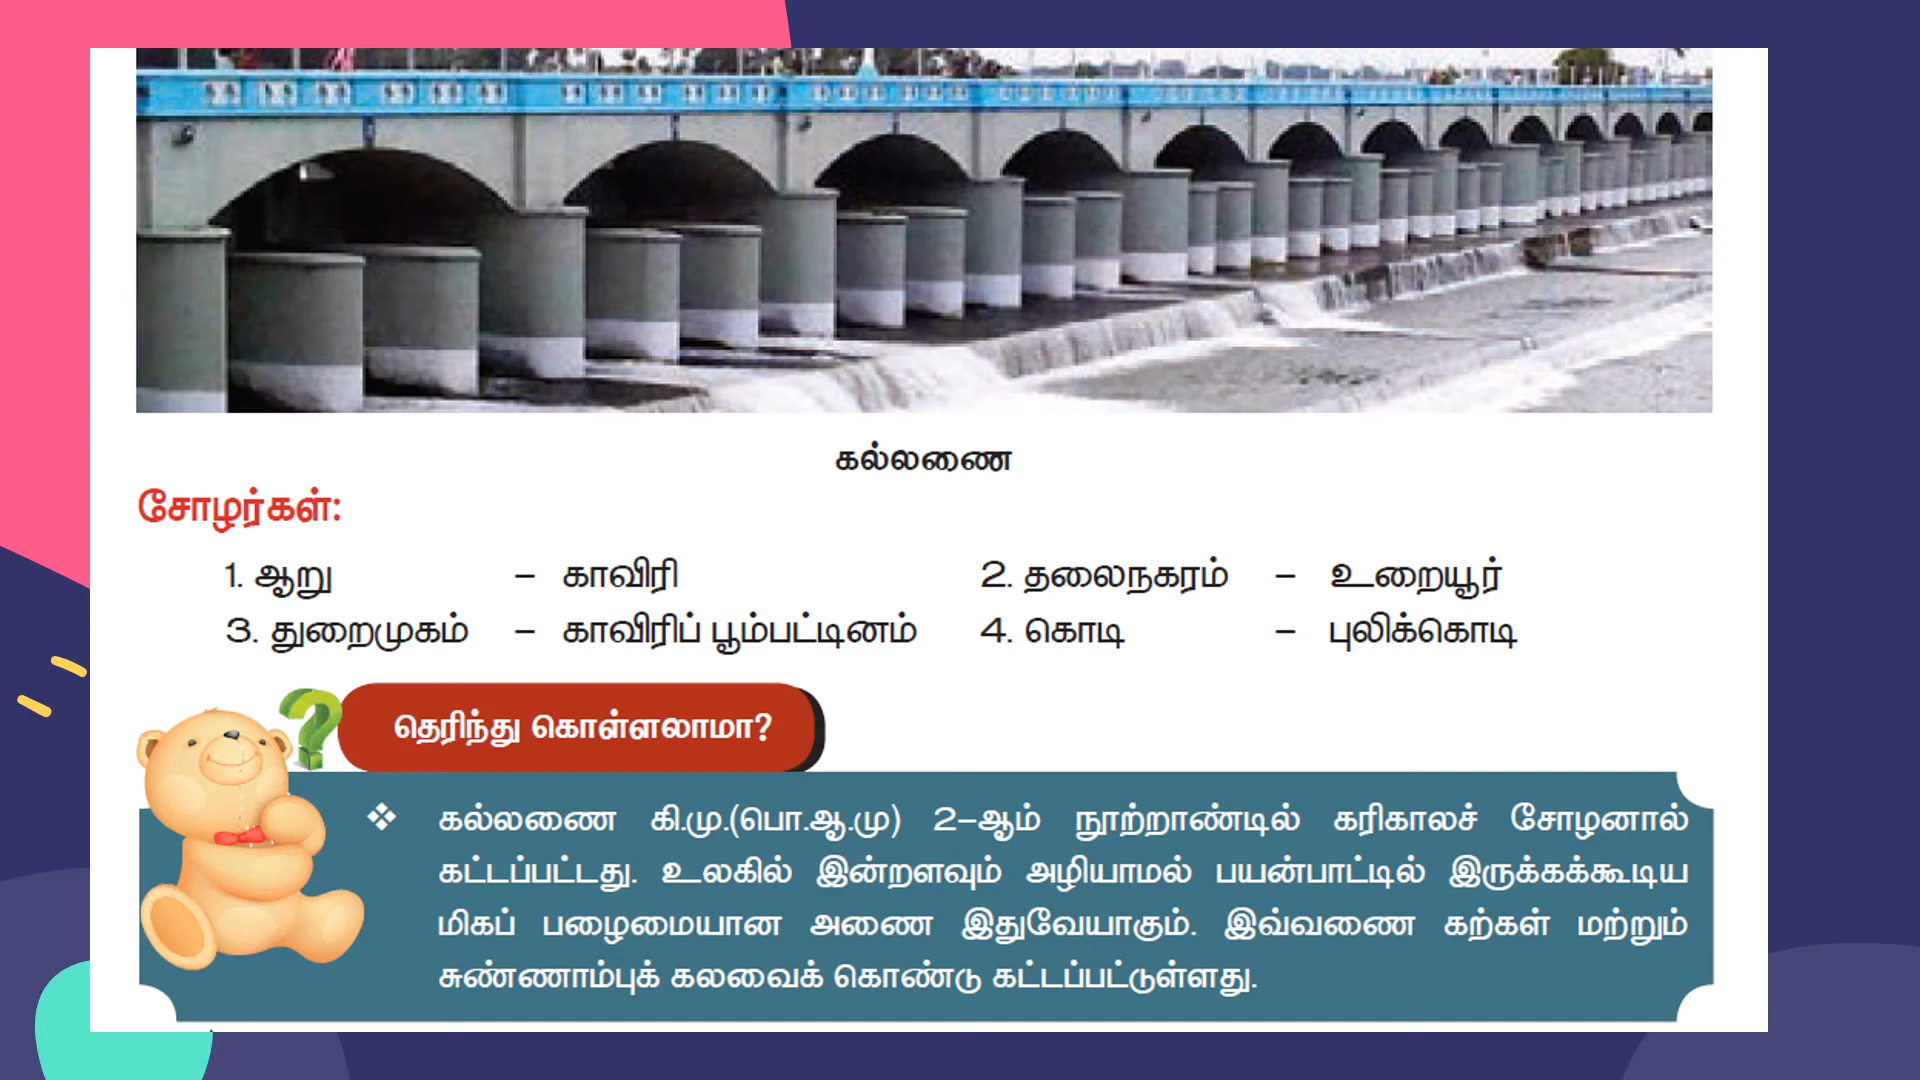 கல்லணை
சோழர்கள்:
1. ஆறு – காவிரி 2. தலைநகரம் – உறையூர்
3. துறைமுகம் – காவிரிப் பூம்பட்டினம் 4. கொடி – புலிக்கொடி
தெரிந்து கொள்ளலாமா?
❖ கல்லணை கி.மு.(பொ.ஆ.மு) 2–ஆம் நூற்றாண்டில் கரிகாலச் சோழனால்
கட்டப்பட்டது. உலகில் இன்றளவும் அழியாமல் பயன்பாட்டில் இருக்கக்கூடிய
மிகப் பழைமையான அணை இதுவேயாகும். இவ்வணை கற்கள் மற்றும்
சுண்ணாம்புக் கலவைக் கொண்டு கட்டப்பட்டுள்ளது.